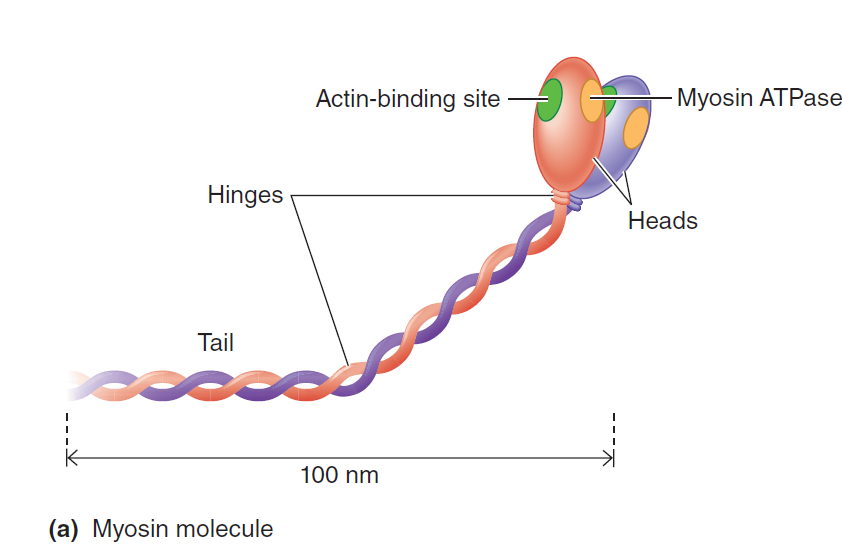 Actin-binding site
Myosin ATPase
Hinges
Heads
Tail
100 nm
(a) Myosin molecule